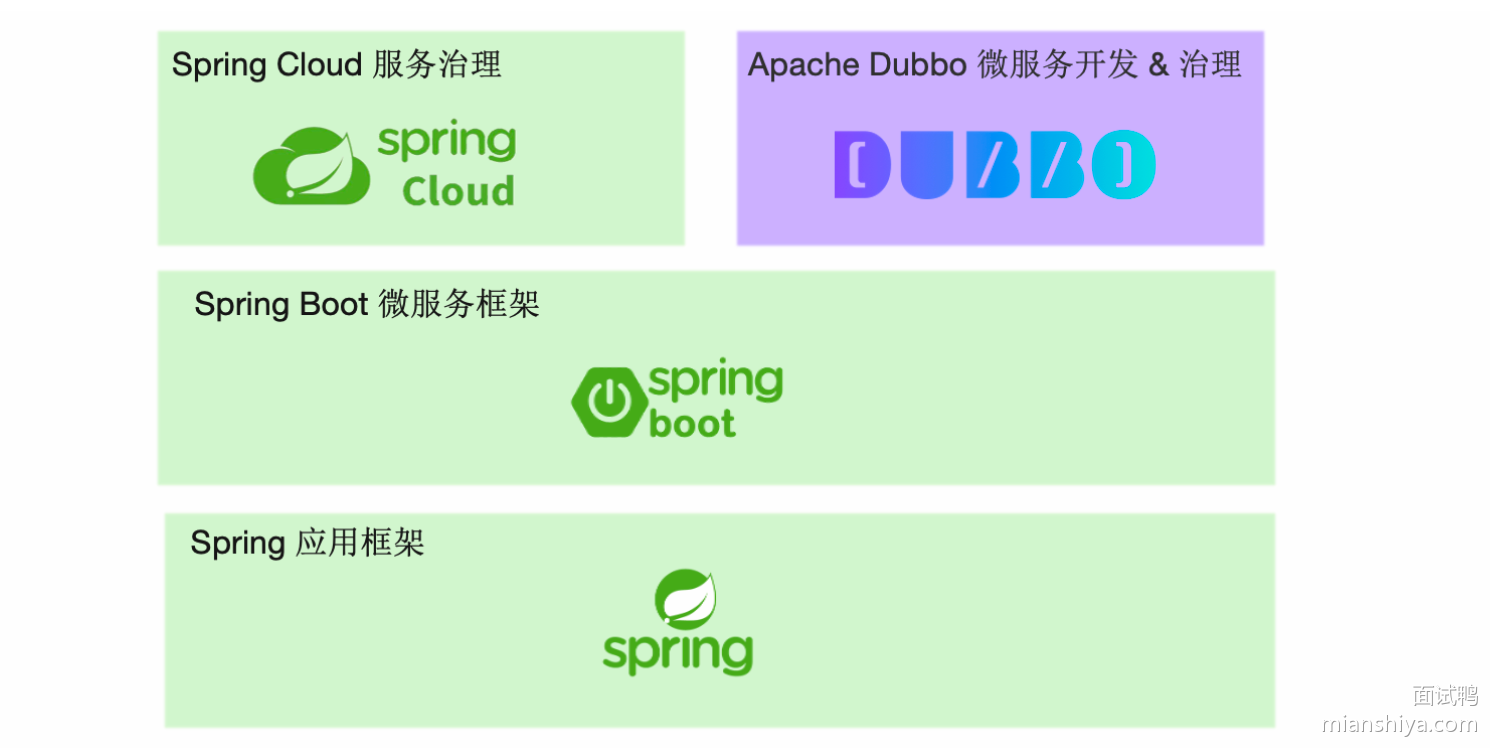 Spring Cloud 服务治理
Apache Dubbo 微服务开发 & 治理
spring
Cloud
DUBBO
Spring Boot 微服务框架
spring
boot
Spring 应用框架
spring
面试鸭
mianshiya.com